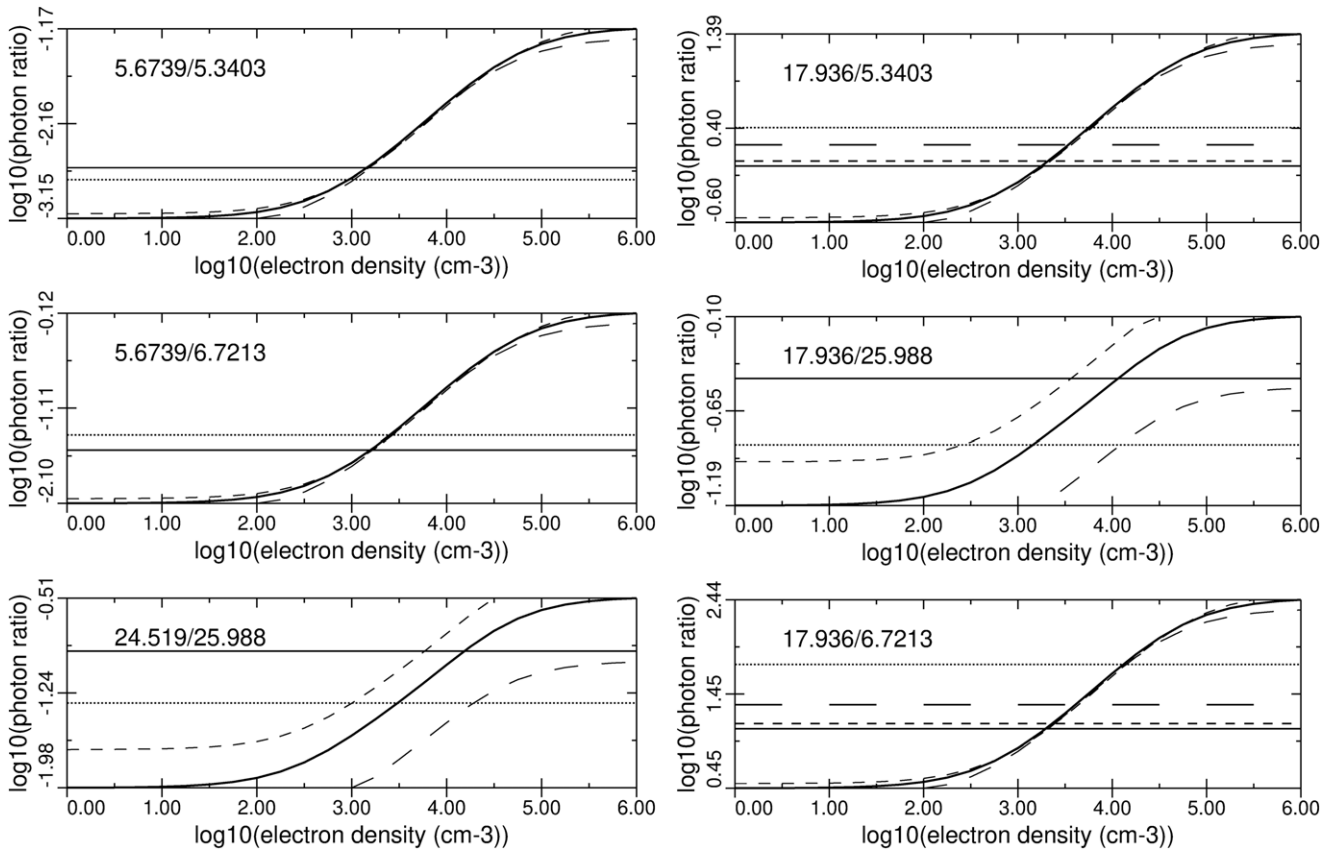 5.6739/5.3403
log10(photon ratio)
-1.17
-2.16
-3.15
0.00 1.00 2.00 3.00 4.00 5.00 6.00
log10(electron density (cm-3))
17.936/5.3403
log10(photon ratio)
1.39
0.40
-0.60
0.00 1.00 2.00 3.00 4.00 5.00 6.00
log10(electron density (cm-3))
5.6739/6.7213
log10(photon ratio)
-0.12
-1.11
-2.10
0.00 1.00 2.00 3.00 4.00 5.00 6.00
log10(electron density (cm-3))
17.936/25.988
log10(photon ratio)
-0.10
-0.65
-1.19
0.00 1.00 2.00 3.00 4.00 5.00 6.00
log10(electron density (cm-3))
24.519/25.988
log10(photon ratio)
-0.51
-1.24
-1.98
0.00 1.00 2.00 3.00 4.00 5.00 6.00
log10(electron density (cm-3))
17.936/6.7213
log10(photon ratio)
2.44
1.45
0.45
0.00 1.00 2.00 3.00 4.00 5.00 6.00
log10(electron density (cm-3))